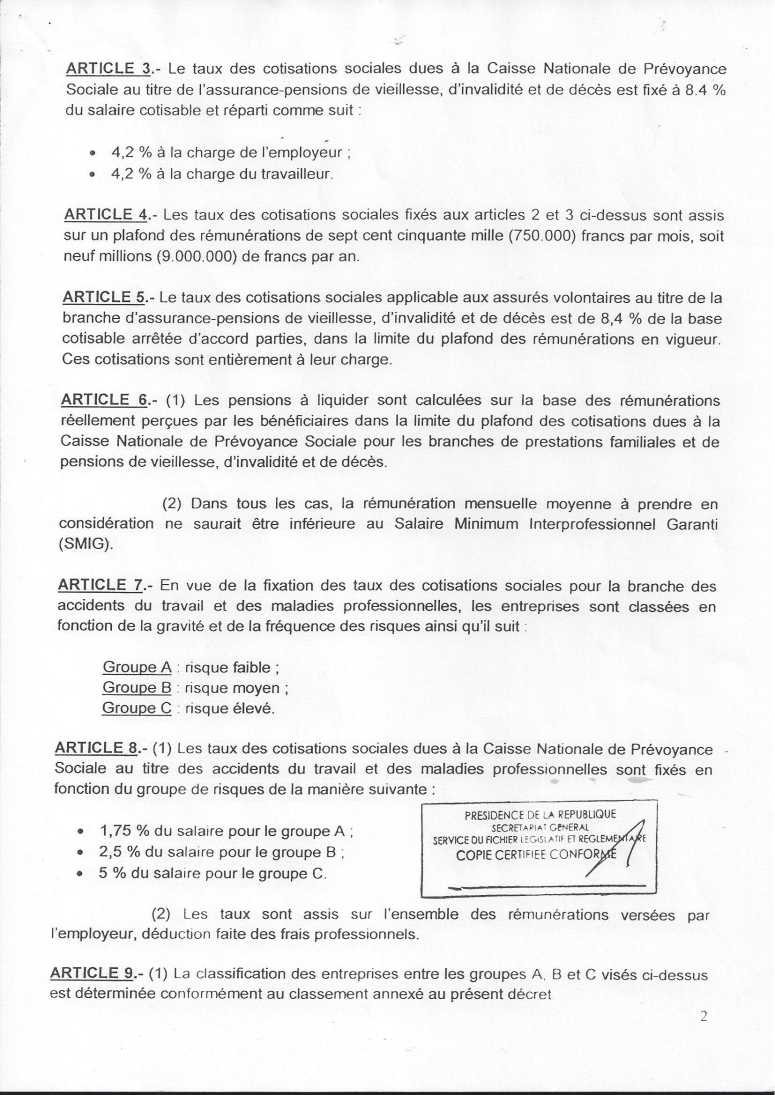 ARTICLE 3.- Le taux des cotisations sociales dues à la Caisse Nationale de Prévoyance
Sociale au titre de l'assurance-pensions de vieillesse, d'invalidité et de décès est fixé à 8.4 %
du salaire cotisable et réparti comme suit :
• 4,2 % à la charge de l'employeur ;
• 4,2 % à la charge du travailleur.
ARTICLE 4.- Les taux des cotisations sociales fixés aux articles 2 et 3 ci-dessus sont assis
sur un plafond des rémunérations de sept cent cinquante mille (750.000) francs par mois, soit
neuf millions (9.000.000) de francs par an.
ARTICLE 5.- Le taux des cotisations sociales applicable aux assurés volontaires au titre de la
branche d'assurance-pensions de vieillesse, d'invalidité et de décès est de 8,4 % de la base
cotisable arrêtée d'accord parties, dans la limite du plafond des rémunérations en vigueur.
Ces cotisations sont entièrement à leur charge.
ARTICLE 6.- (1) Les pensions à liquider sont calculées sur la base des rémunérations
réellement perçues par les bénéficiaires dans la limite du plafond des cotisations dues à la
Caisse Nationale de Prévoyance Sociale pour les branches de prestations familiales et de
pensions de vieillesse, d'invalidité et de décès.
(2) Dans tous les cas, la rémunération mensuelle moyenne à prendre en
considération ne saurait être inférieure au Salaire Minimum Interprofessionnel Garanti
(SMIG).
ARTICLE 7.- En vue de la fixation des taux des cotisations sociales pour la branche des
accidents du travail et des maladies professionnelles, les entreprises sont classées en
fonction de la gravité et de la fréquence des risques ainsi qu'il suit :
Groupe A : risque faible ;
Groupe B : risque moyen ;
Groupe C : risque élevé.
ARTICLE 8.- (1) Les taux des cotisations sociales dues à la Caisse Nationale de Prévoyance
Sociale au titre des accidents du travail et des maladies professionnelles sont fixés en
fonction du groupe de risques de la manière suivante :
• 1,75 % du salaire pour le groupe A ;
• 2,5 % du salaire pour le groupe B ;
• 5 % du salaire pour le groupe C.
PRESIDENCE DE LA REPUBLIQUE
SECRETARIAT GENERAL
SERVICE DU FICHIER LEGISLATIF ET REGLEMENTAIRE
COPIE CERTIFIEE CONFORME
(2) Les taux sont assis sur l'ensemble des rémunérations versées par
l'employeur, déduction faite des frais professionnels.
ARTICLE 9.- (1) La classification des entreprises entre les groupes A, B et C visés ci-dessus
est déterminée conformément au classement annexé au présent décret
2